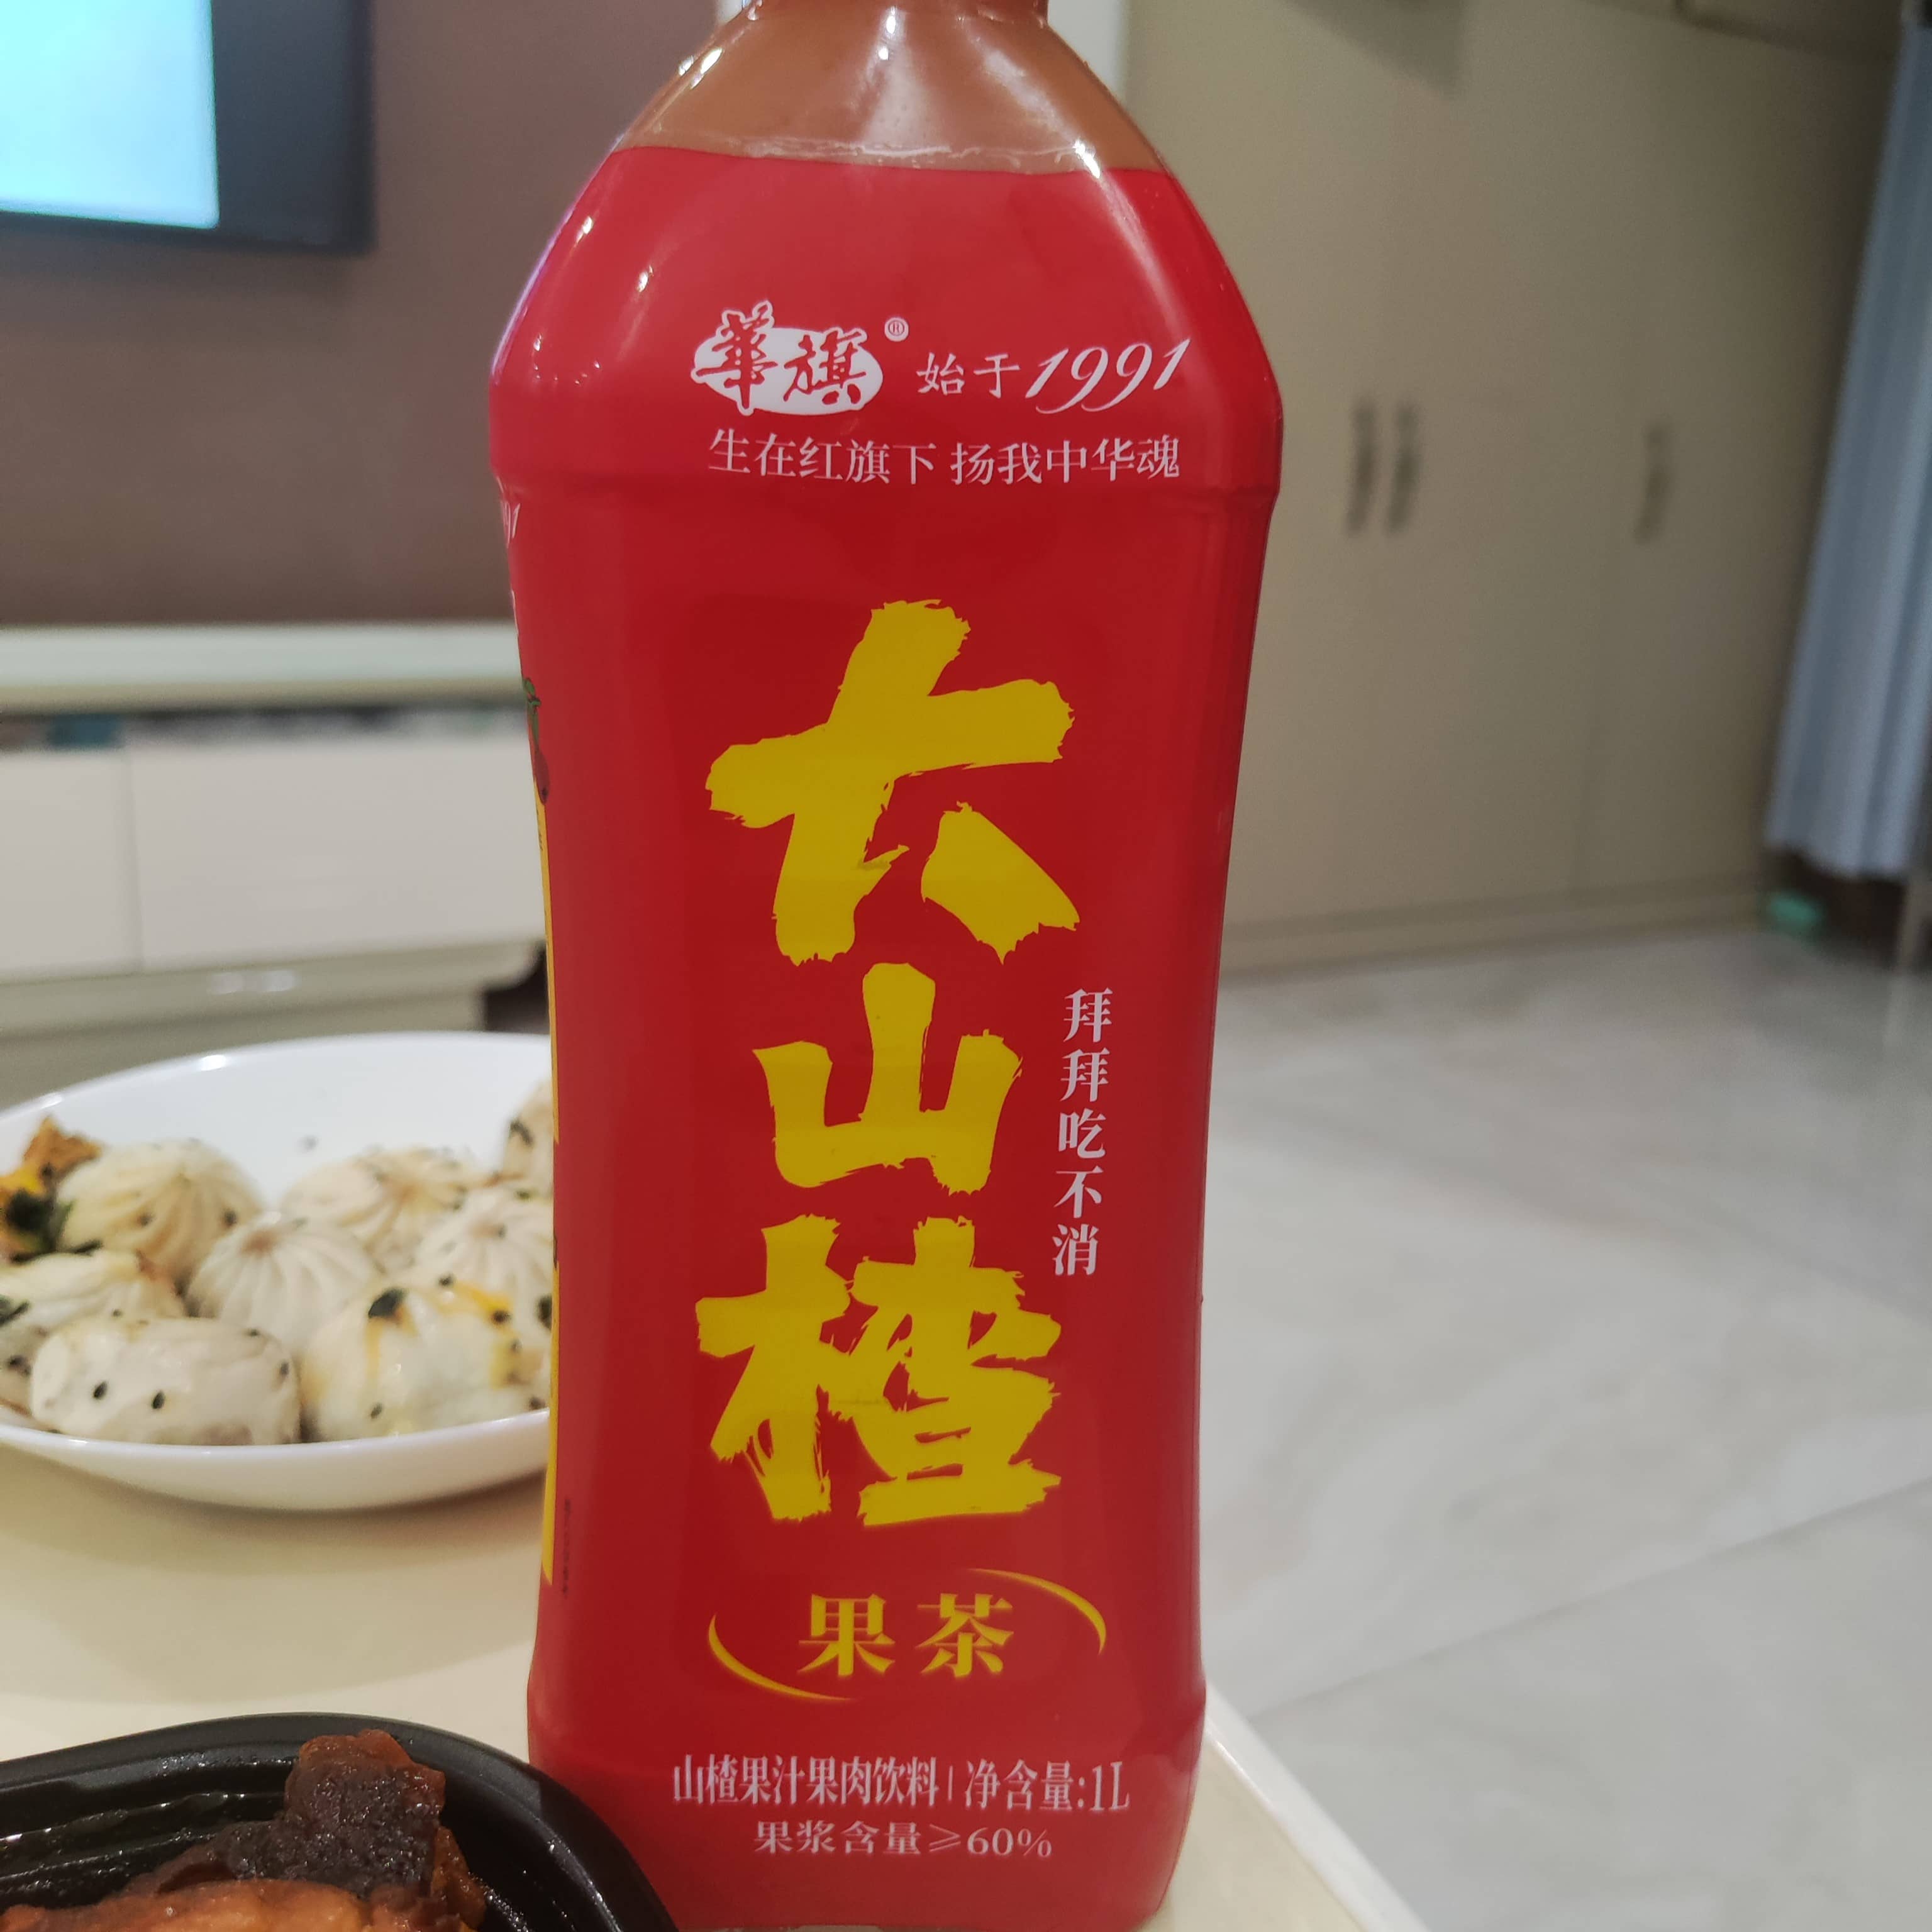 華旗® 始于1991
生在红旗下 扬我中华魂
大山楂
拜拜吃不消
果茶
山楂果汁果肉饮料 | 净含量:1L
果浆含量≥60%